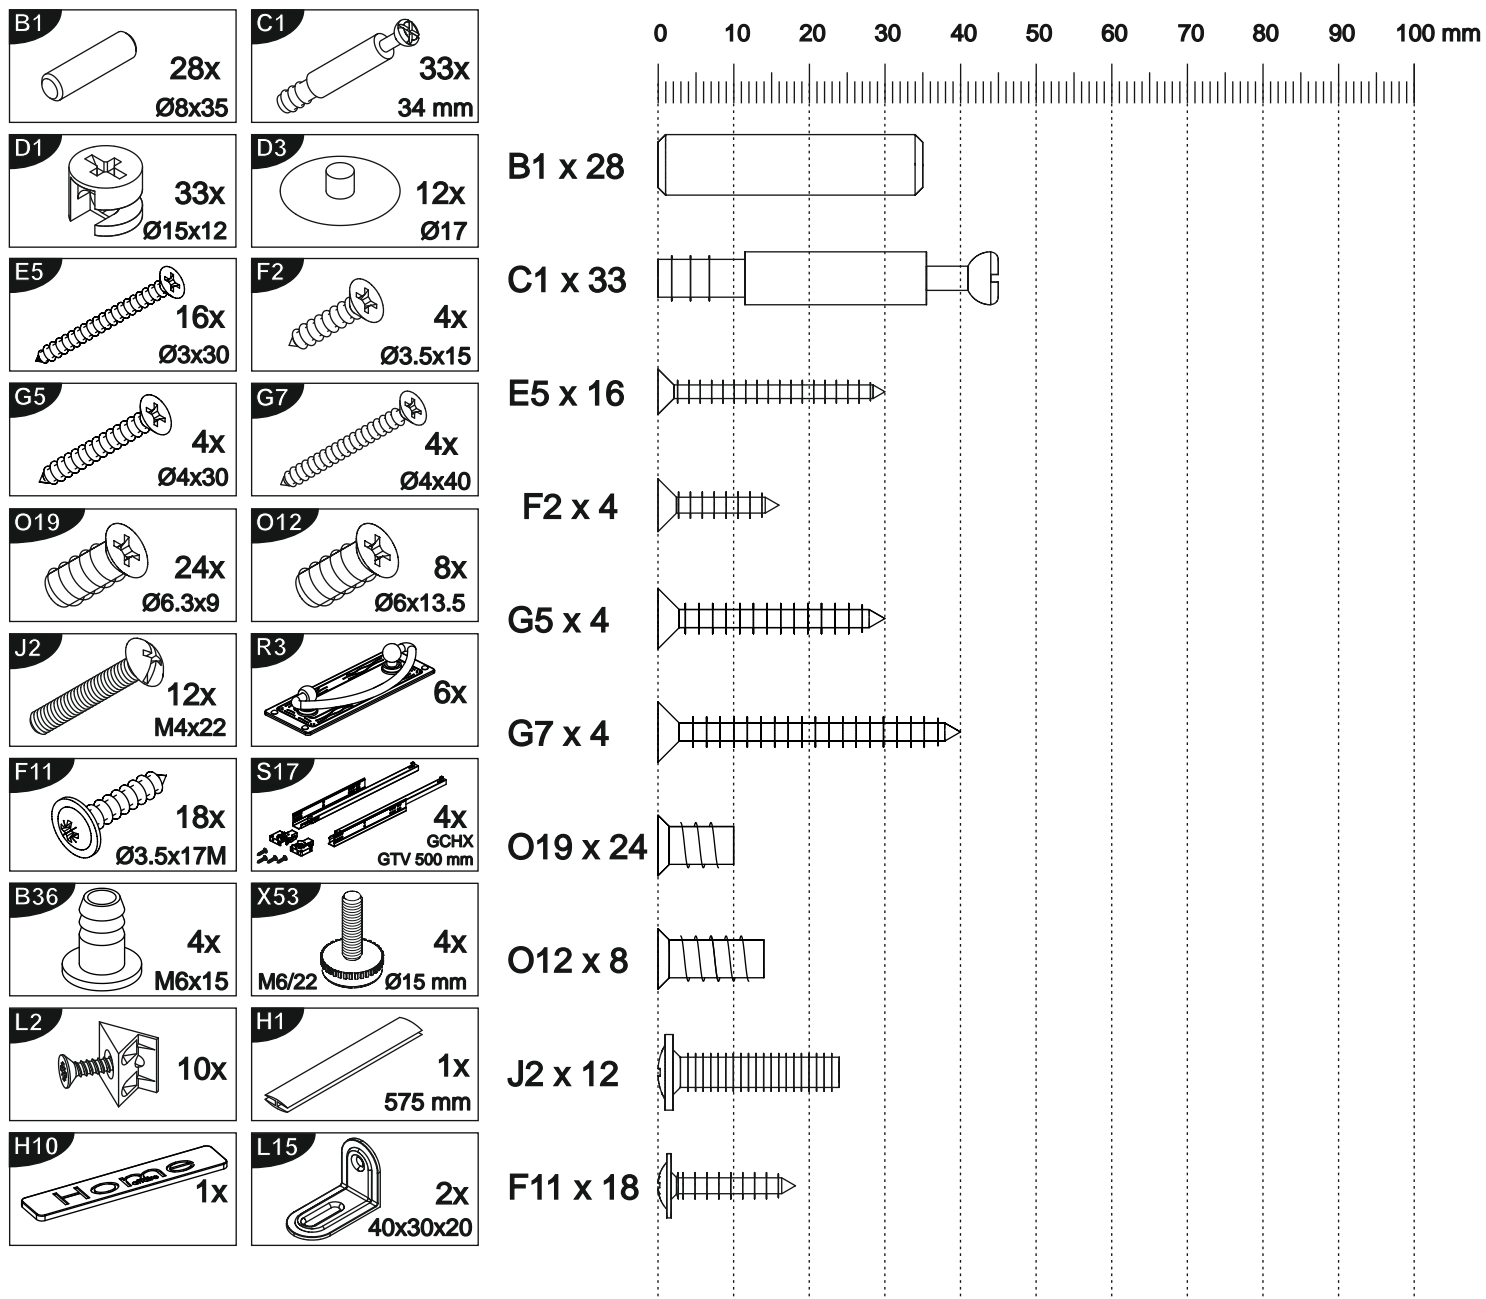 B1
28x
Ø8x35
C1
33x
34 mm
D1
33x
Ø15x12
D3
12x
Ø17
E5
16x
Ø3x30
F2
4x
Ø3.5x15
G5
4x
Ø4x30
G7
4x
Ø4x40
O19
24x
Ø6.3x9
O12
8x
Ø6x13.5
J2
12x
M4x22
R3
6x
F11
18x
Ø3.5x17M
S17
4x
GCHX
GTV 500 mm
B36
4x
M6x15
X53
4x
M6/22 Ø15 mm
L2
10x
H1
1x
575 mm
H10
Home
1x
L15
2x
40x30x20
0 10 20 30 40 50 60 70 80 90 100 mm
B1 x 28
C1 x 33
E5 x 16
F2 x 4
G5 x 4
G7 x 4
O19 x 24
O12 x 8
J2 x 12
F11 x 18